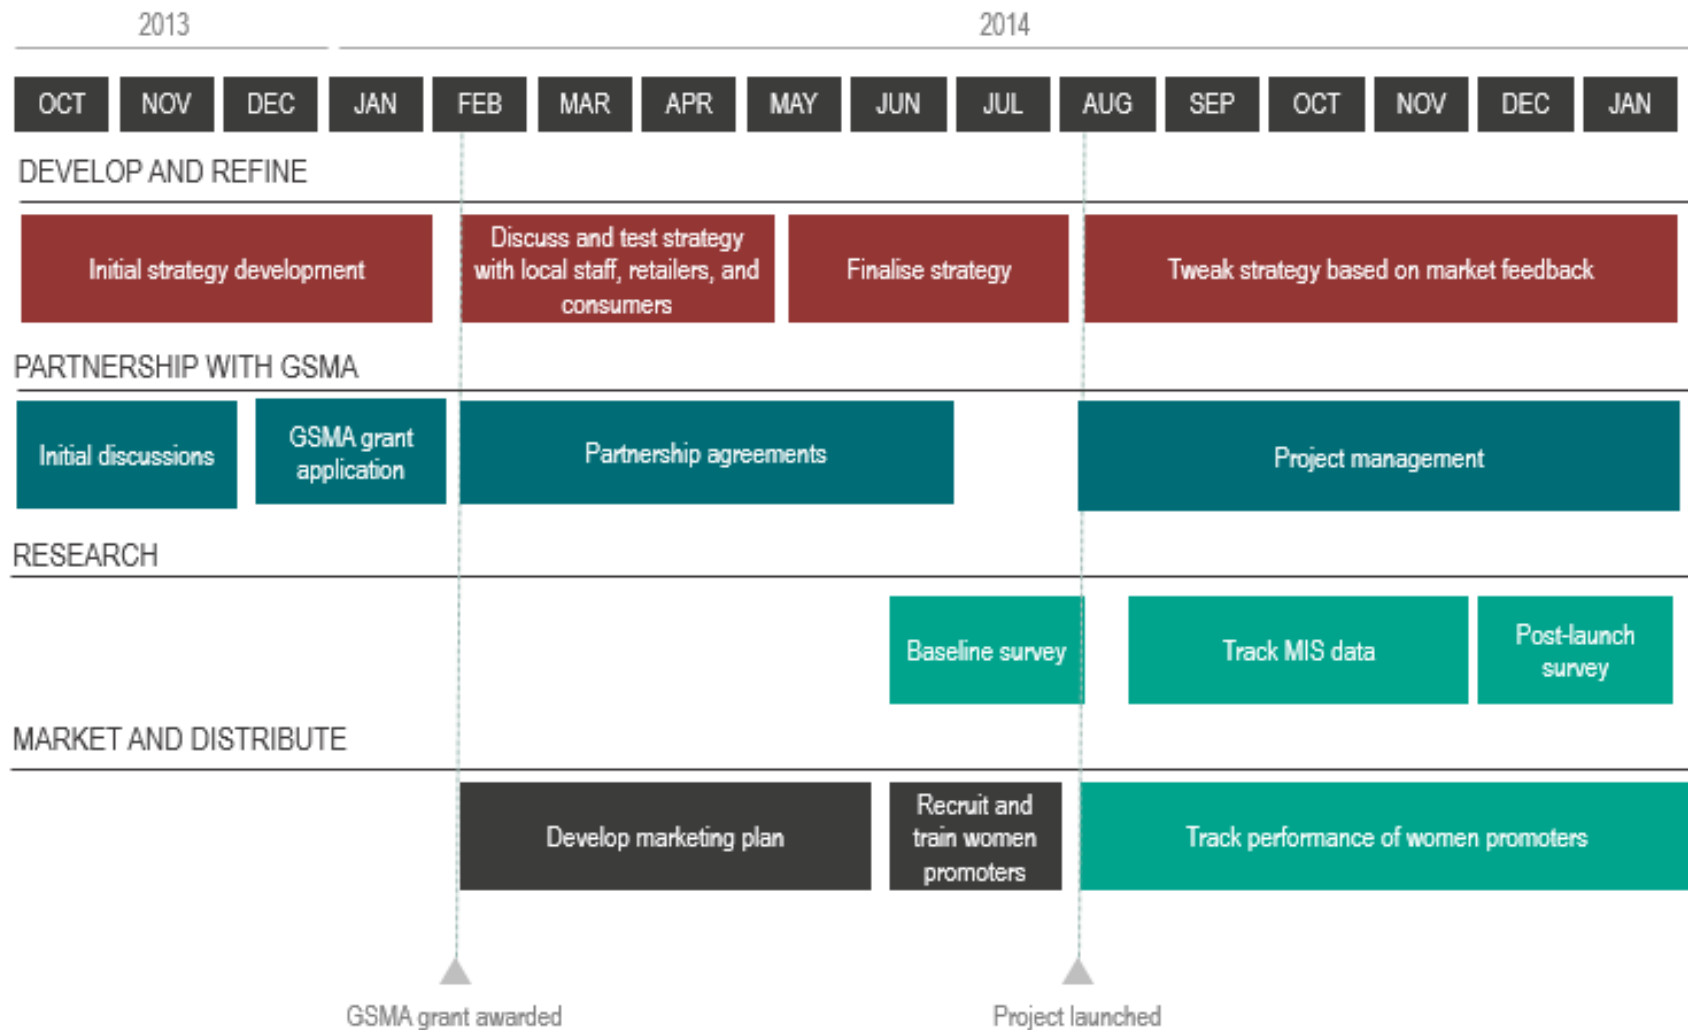 2013
2014
OCT
NOV
DEC
JAN
FEB
MAR
APR
MAY
JUN
JUL
AUG
SEP
OCT
NOV
DEC
JAN
DEVELOP AND REFINE
Initial strategy development
Discuss and test strategy
with local staff, retailers, and
consumers
Finalise strategy
Tweak strategy based on market feedback
PARTNERSHIP WITH GSMA
Initial discussions
GSMA grant
application
Partnership agreements
Project management
RESEARCH
Baseline survey
Track MIS data
Post-launch
survey
MARKET AND DISTRIBUTE
Develop marketing plan
Recruit and
train women
promoters
Track performance of women promoters
GSMA grant awarded
Project launched